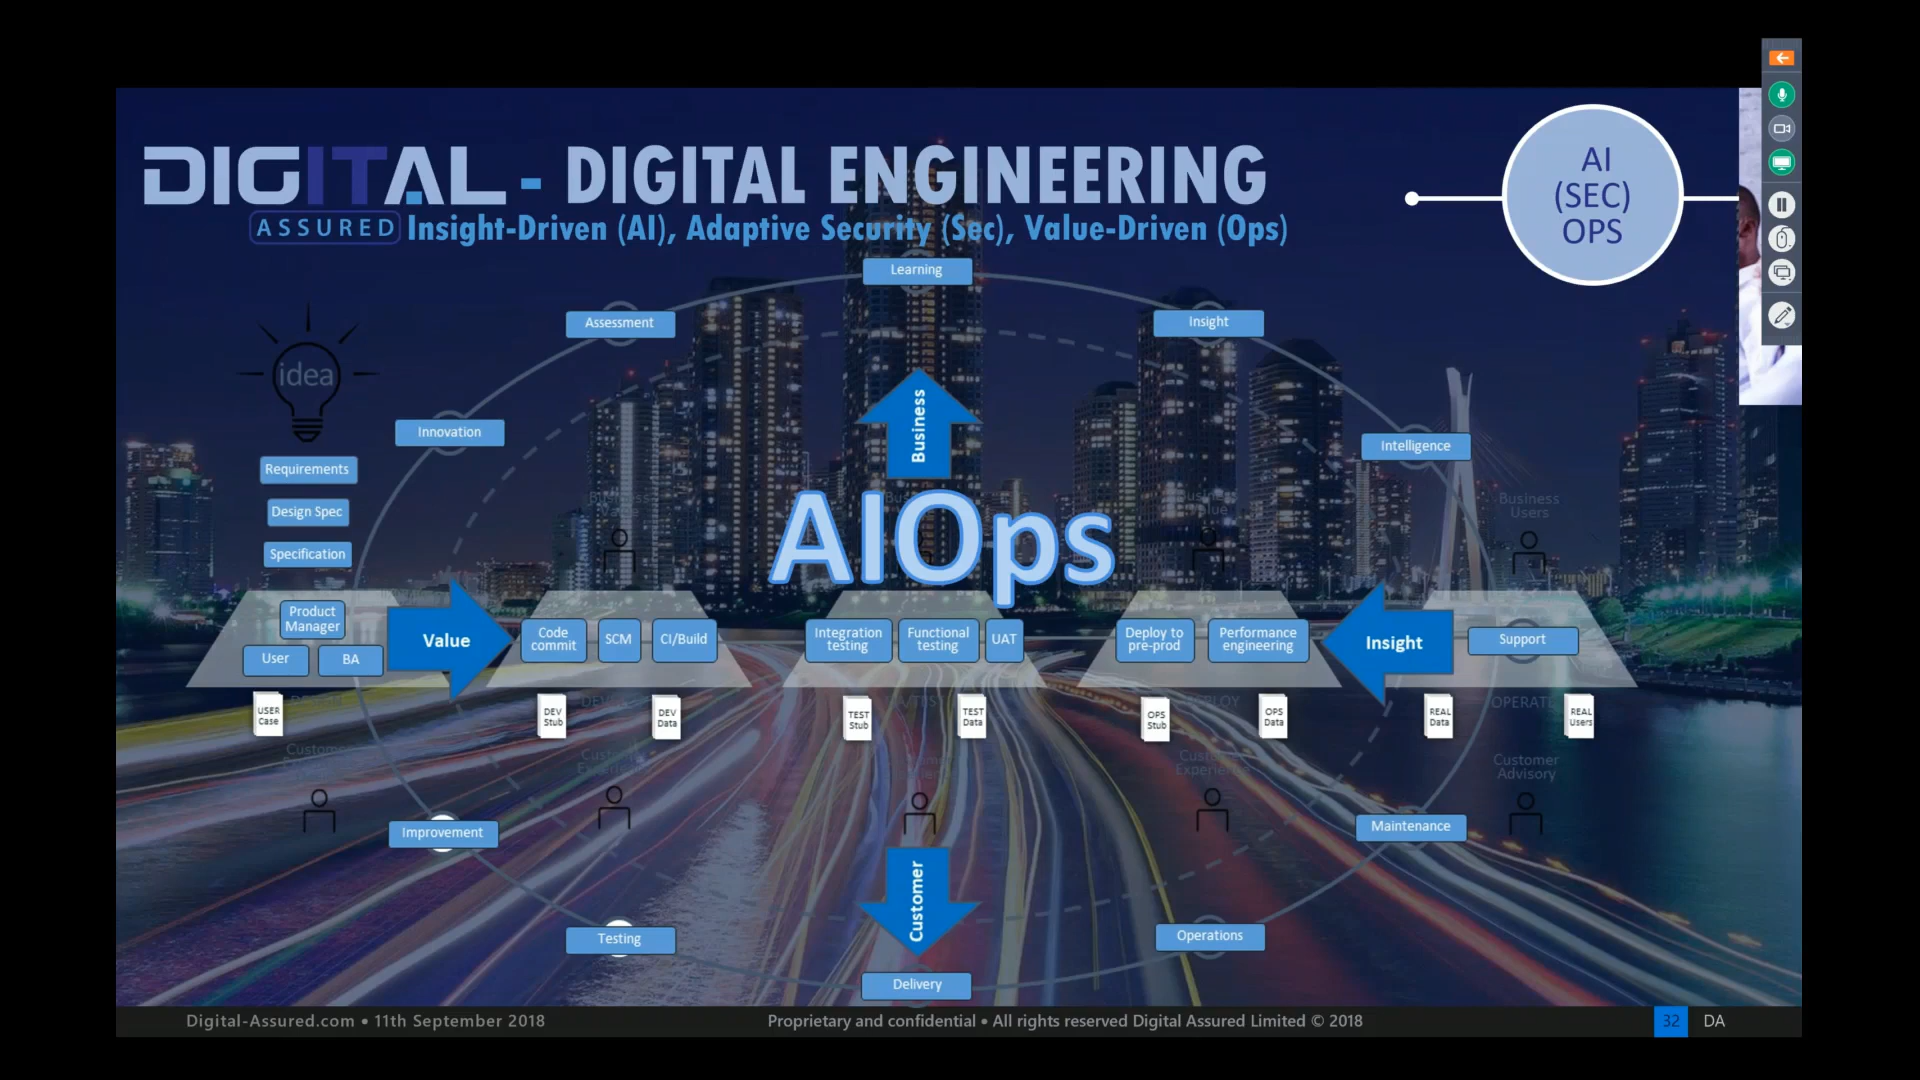 DIGITAL - DIGITAL ENGINEERING
ASSURED Insight-Driven (AI), Adaptive Security (Sec), Value-Driven (Ops)
AI
(SEC)
OPS
Learning
Assessment
Insight
idea
Innovation
Business
Intelligence
Requirements
Design Spec
Specification
AIOps
Business
Users
Product
Manager
User
BA
Value
Code
commit
SCM
CI/Build
Integration
testing
Functional
testing
UAT
Deploy to
pre-prod
Performance
engineering
Insight
Support
USER
Case
DEV
Stub
DEV
Data
TEST
Stub
TEST
Data
OPS
Stub
OPS
Data
REAL
Data
OPERATE
REAL
Users
Customer
Experience
Customer
Advisory
Improvement
Maintenance
Customer
Testing
Operations
Delivery
Digital-Assured.com • 11th September 2018
Proprietary and confidential • All rights reserved Digital Assured Limited © 2018
32
DA